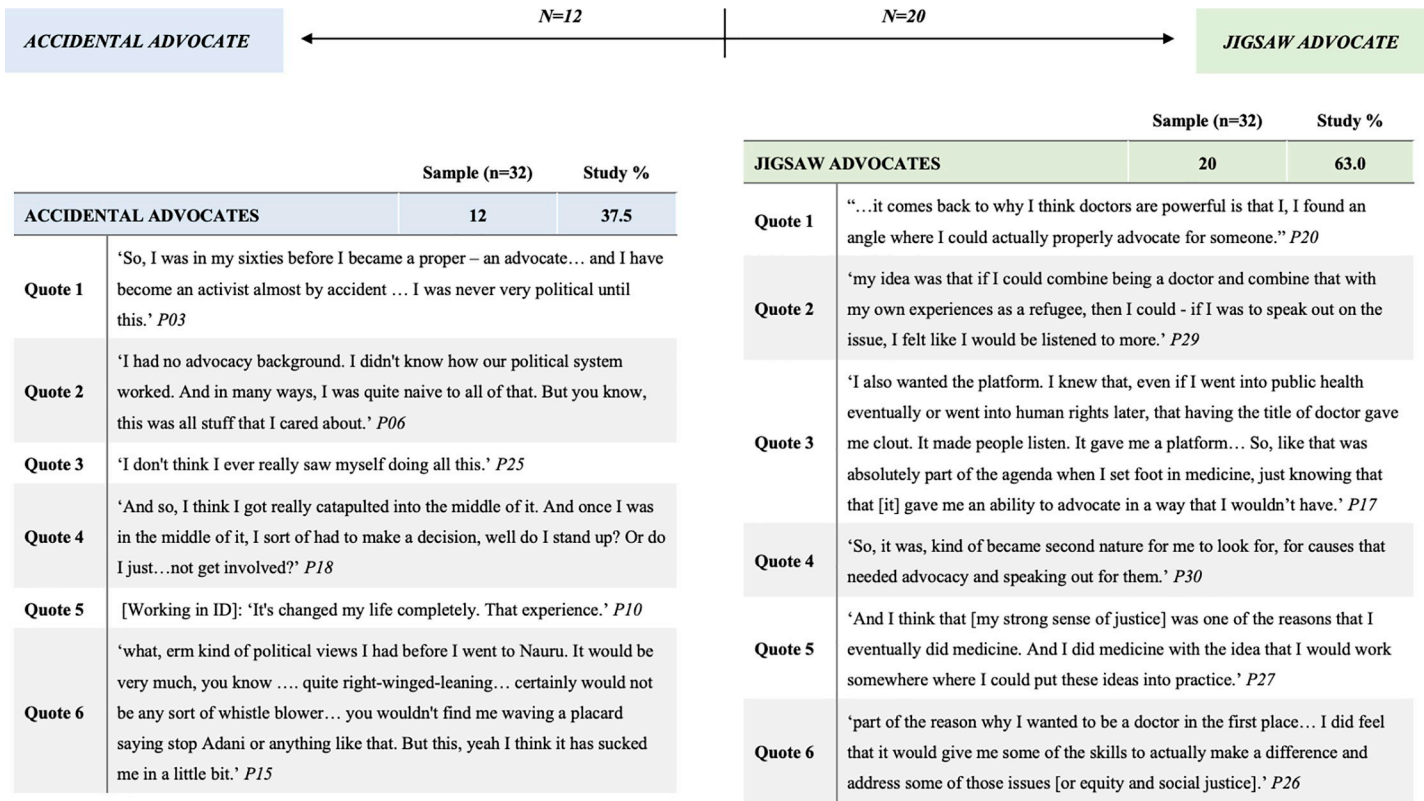 ACCIDENTAL ADVOCATE
N=12
N=20
JIGSAW ADVOCATE
Sample (n=32) Study %
ACCIDENTAL ADVOCATES 12 37.5
Quote 1
‘So, I was in my sixties before I became a proper – an advocate… and I have
become an activist almost by accident … I was never very political until
this.’ P03
Quote 2
‘I had no advocacy background. I didn't know how our political system
worked. And in many ways, I was quite naive to all of that. But you know,
this was all stuff that I cared about.’ P06
Quote 3
‘I don't think I ever really saw myself doing all this.’ P25
Quote 4
‘And so, I think I got really catapulted into the middle of it. And once I was
in the middle of it, I sort of had to make a decision, well do I stand up? Or do
I just…not get involved?’ P18
Quote 5
[Working in ID]: ‘It's changed my life completely. That experience.’ P10
Quote 6
‘what, erm kind of political views I had before I went to Nauru. It would be
very much, you know …. quite right-winged-leaning… certainly would not
be any sort of whistle blower… you wouldn't find me waving a placard
saying stop Adani or anything like that. But this, yeah I think it has sucked
me in a little bit.’ P15
Sample (n=32) Study %
JIGSAW ADVOCATES 20 63.0
Quote 1
“…it comes back to why I think doctors are powerful is that I, I found an
angle where I could actually properly advocate for someone.” P20
Quote 2
‘my idea was that if I could combine being a doctor and combine that with
my own experiences as a refugee, then I could - if I was to speak out on the
issue, I felt like I would be listened to more.’ P29
Quote 3
‘I also wanted the platform. I knew that, even if I went into public health
eventually or went into human rights later, that having the title of doctor gave
me clout. It made people listen. It gave me a platform… So, like that was
absolutely part of the agenda when I set foot in medicine, just knowing that
that [it] gave me an ability to advocate in a way that I wouldn’t have.’ P17
Quote 4
‘So, it was, kind of became second nature for me to look for, for causes that
needed advocacy and speaking out for them.’ P30
Quote 5
‘And I think that [my strong sense of justice] was one of the reasons that I
eventually did medicine. And I did medicine with the idea that I would work
somewhere where I could put these ideas into practice.’ P27
Quote 6
‘part of the reason why I wanted to be a doctor in the first place… I did feel
that it would give me some of the skills to actually make a difference and
address some of those issues [or equity and social justice].’ P26